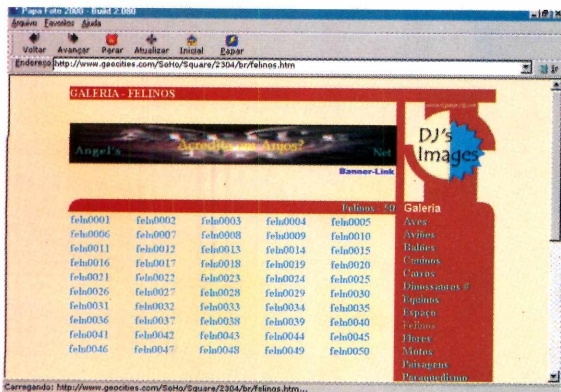 Papa Foto 2000 - Build 2.080
Arquivo Favoritos Ajuda
Voltar Avançar Parar Atualizar Inicial Papar
Endereço http://www.geocities.com/SoHo/Square/2304/br/felinos.htm Ir
GALERIA - FELINOS
DJ's Images
Angel's Acredita em Anjos? Net
Banner-Link
Felinos - 50 Galeria
feln0001 feln0002 feln0003 feln0004 feln0005 Aves
feln0006 feln0007 feln0008 feln0009 feln0010 Aviões
feln0011 feln0012 feln0013 feln0014 feln0015 Balões
feln0016 feln0017 feln0018 feln0019 feln0020 Caninos
feln0021 feln0022 feln0023 feln0024 feln0025 Carros
feln0026 feln0027 feln0028 feln0029 feln0030 Dinossauros
feln0031 feln0032 feln0033 feln0034 feln0035 Equinos
feln0036 feln0037 feln0038 feln0039 feln0040 Espaço
feln0041 feln0042 feln0043 feln0044 feln0045 Felinos
feln0046 feln0047 feln0048 feln0049 feln0050 Flores
Motos
Paisagens
Paraquedismo
Carregando: http://www.geocities.com/SoHo/Square/2304/br/felinos.htm...